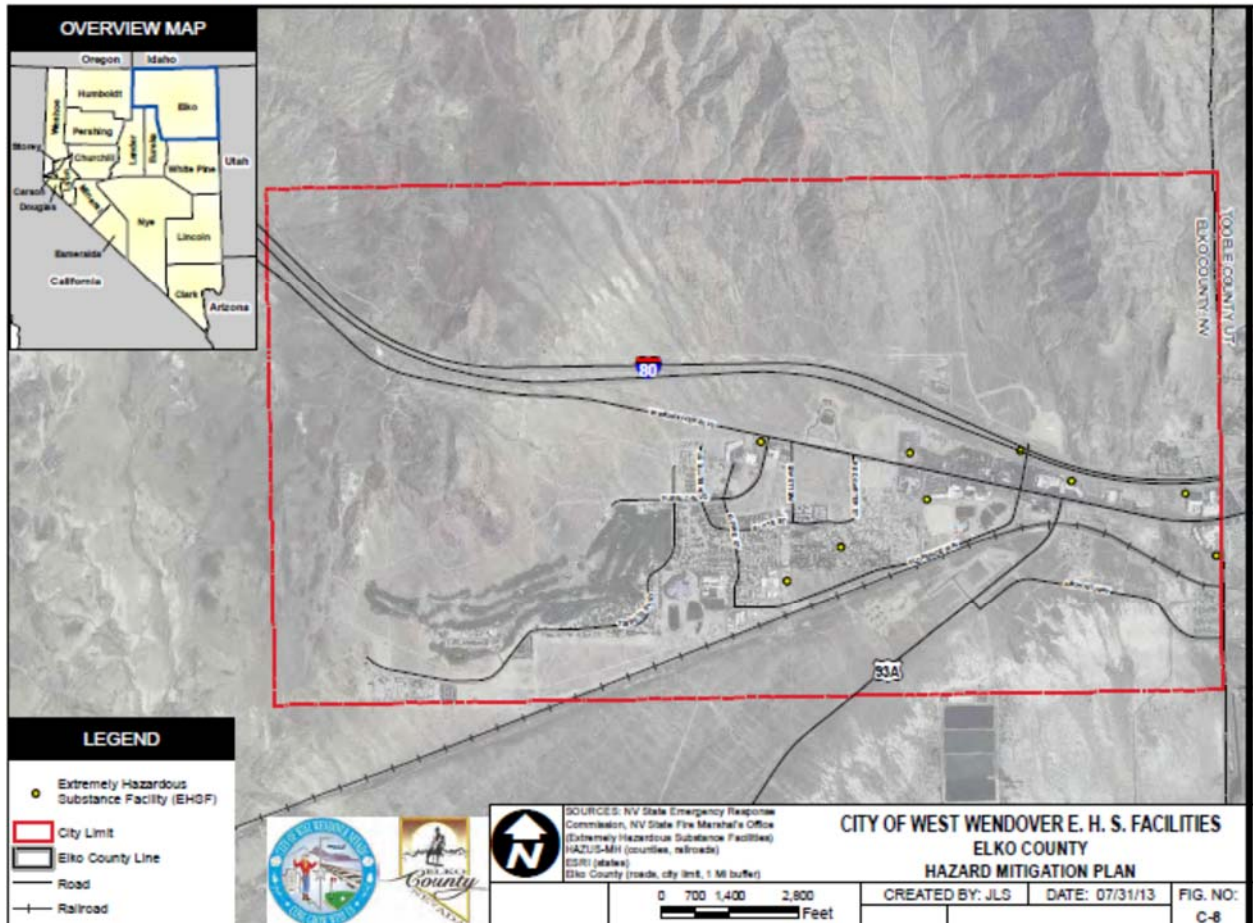 OVERVIEW MAP
Oregon Idaho
Humboldt
Elko
Washoe
Pershing
Lander
Eureka
Storey
Churchill
White Pine
Utah
Carson
Douglas
Lyon
Mineral
Nye
Lincoln
Esmeralda
California
Clark
Arizona
TOOELE COUNTY, UT
ELKO COUNTY, NV
80
93A
LEGEND
Extremely Hazardous
Substance Facility (EHSF)
City Limit
Elko County Line
Road
Railroad
ELKO
County
NEVADA
N
SOURCES: NV State Emergency Response
Commission, NV State Fire Marshal's Office
(Extremely Hazardous Substance Facilities)
HAZUS-MH (counties, railroads)
ESRI (states)
Elko County (roads, city limit, 1 MI buffer)
0 700 1,400 2,800
Feet
CITY OF WEST WENDOVER E. H. S. FACILITIES
ELKO COUNTY
HAZARD MITIGATION PLAN
CREATED BY: JLS
DATE: 07/31/13
FIG. NO:
C-6